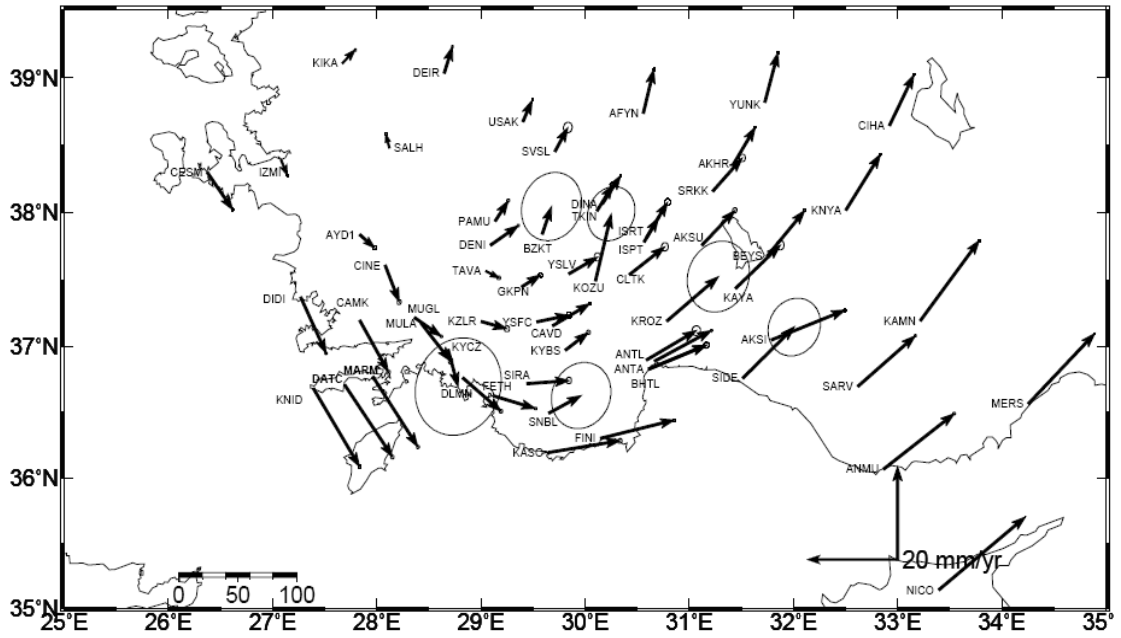 39°N
38°N
37°N
36°N
35°N
KIKA
DEIR
USAK
SVSL
AFYN
YUNK
CIHA
SALH
CESM
IZMI
AKHR
SRKK
DINA
TKIN
PAMU
DENI
BZKT
ISRT
ISPT
AKSU
KNYA
BEYS
AYD1
CINE
TAVA
GKPN
YSLV
KOZU
CLTK
KAYA
DIDI
CAMK
MUGL
MULA
KZLR
YSFC
CAVD
KROZ
KAMN
KYCZ
KYBS
ANTL
ANTA
BHTL
AKSI
SIDE
SARV
DATC
MARM
KNID
DLMN
FETH
SIRA
SNBL
MERS
KASO
FINI
ANMU
20 mm/yr
NICO
0 50 100
25°E 26°E 27°E 28°E 29°E 30°E 31°E 32°E 33°E 34°E 35°E